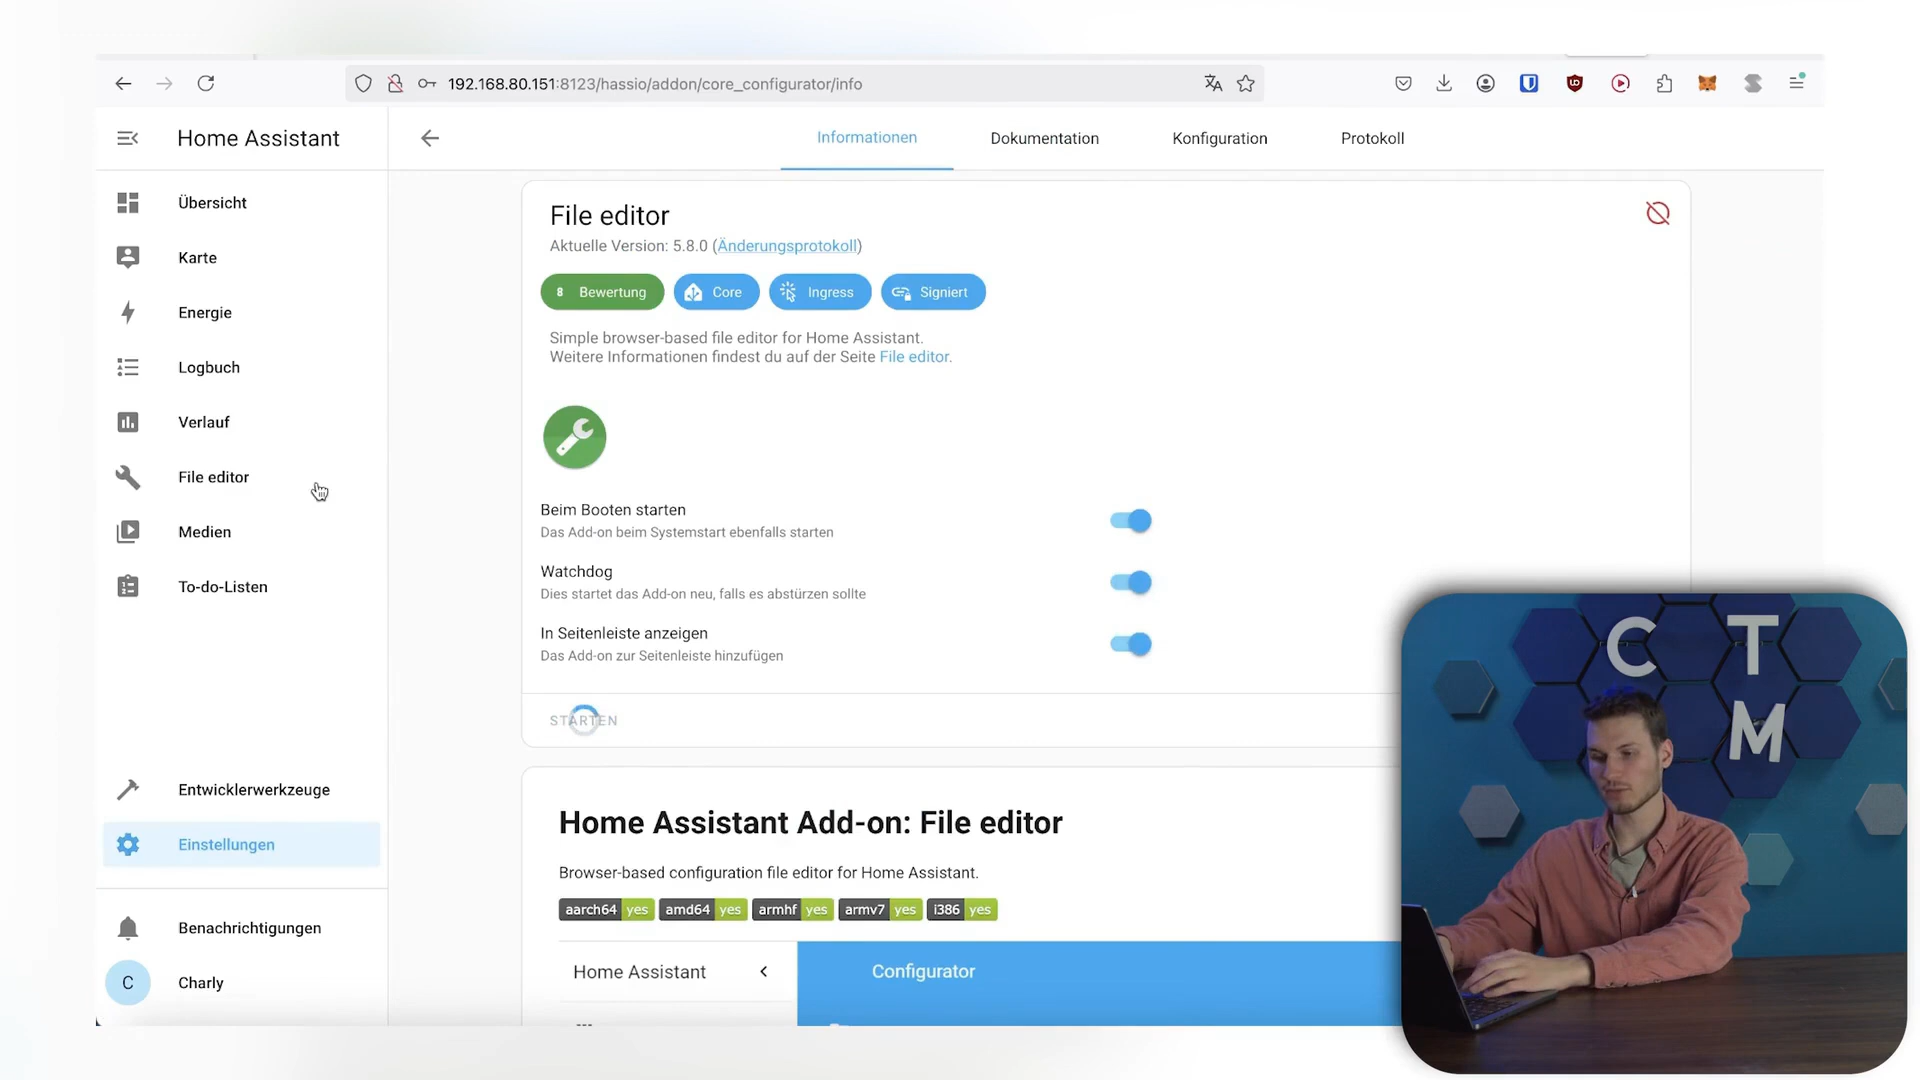 192.168.80.151:8123/hassio/addon/core_configurator/info
Home Assistant
Informationen
Dokumentation
Konfiguration
Protokoll
Übersicht
Karte
Energie
Logbuch
Verlauf
File editor
Medien
To-do-Listen
Entwicklerwerkzeuge
Einstellungen
Benachrichtigungen
C
Charly
File editor
Aktuelle Version: 5.8.0 (Änderungsprotokoll)
8 Bewertung
Core
Ingress
Signiert
Simple browser-based file editor for Home Assistant.
Weitere Informationen findest du auf der Seite File editor.
Beim Booten starten
Das Add-on beim Systemstart ebenfalls starten
Watchdog
Dies startet das Add-on neu, falls es abstürzen sollte
In Seitenleiste anzeigen
Das Add-on zur Seitenleiste hinzufügen
STARTEN
Home Assistant Add-on: File editor
Browser-based configuration file editor for Home Assistant.
aarch64 yes amd64 yes armhf yes armv7 yes i386 yes
Home Assistant
Configurator
C T
M